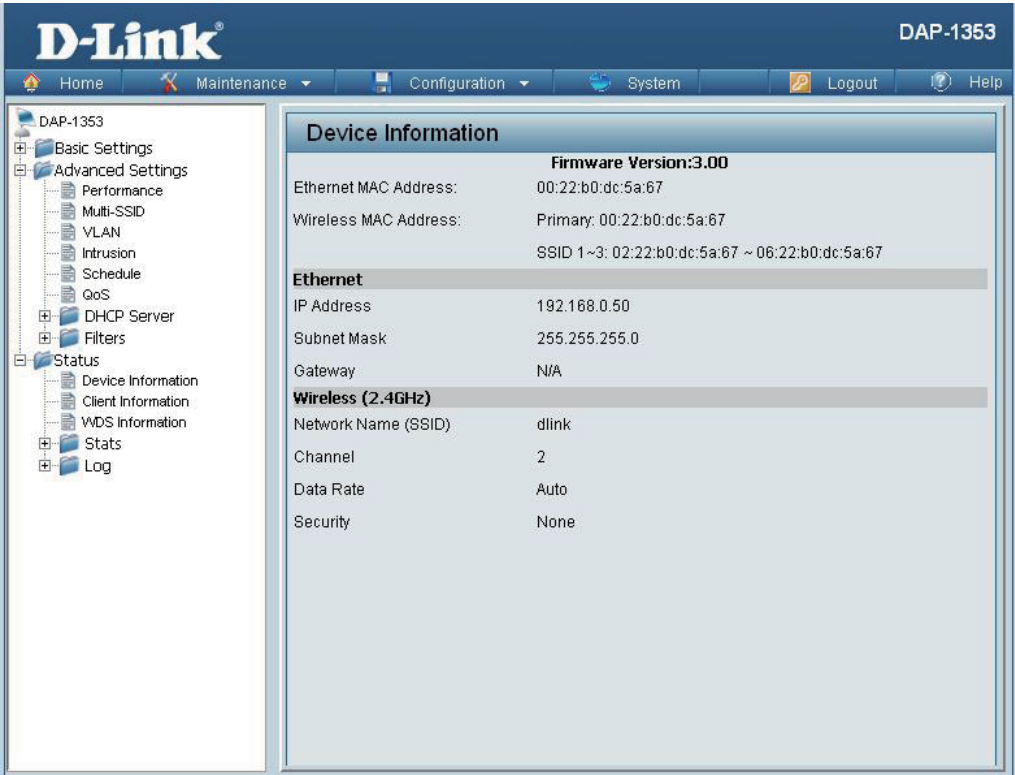 D-Link®
DAP-1353
Home Maintenance Configuration System Logout Help
DAP-1353
Basic Settings
Advanced Settings
Performance
Multi-SSID
VLAN
Intrusion
Schedule
QoS
DHCP Server
Filters
Status
Device Information
Client Information
WDS Information
Stats
Log
Device Information
Firmware Version:3.00
Ethernet MAC Address: 00:22:b0:dc:5a:67
Wireless MAC Address: Primary: 00:22:b0:dc:5a:67
SSID 1~3: 02:22:b0:dc:5a:67 ~ 06:22:b0:dc:5a:67
Ethernet
IP Address 192.168.0.50
Subnet Mask 255.255.255.0
Gateway N/A
Wireless (2.4GHz)
Network Name (SSID) dlink
Channel 2
Data Rate Auto
Security None